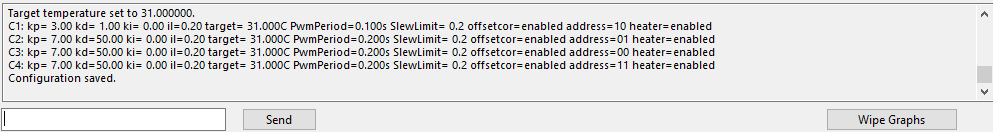 Target temperature set to 31.000000.
C1: kp= 3.00 kd= 1.00 ki= 0.00 il=0.20 target= 31.000C PwmPeriod=0.100s SlewLimit= 0.2 offsetcor=enabled address=10 heater=enabled
C2: kp= 7.00 kd=50.00 ki= 0.00 il=0.20 target= 31.000C PwmPeriod=0.200s SlewLimit= 0.2 offsetcor=enabled address=01 heater=enabled
C3: kp= 7.00 kd=50.00 ki= 0.00 il=0.20 target= 31.000C PwmPeriod=0.200s SlewLimit= 0.2 offsetcor=enabled address=00 heater=enabled
C4: kp= 7.00 kd=50.00 ki= 0.00 il=0.20 target= 31.000C PwmPeriod=0.200s SlewLimit= 0.2 offsetcor=enabled address=11 heater=enabled
Configuration saved.
Send
Wipe Graphs